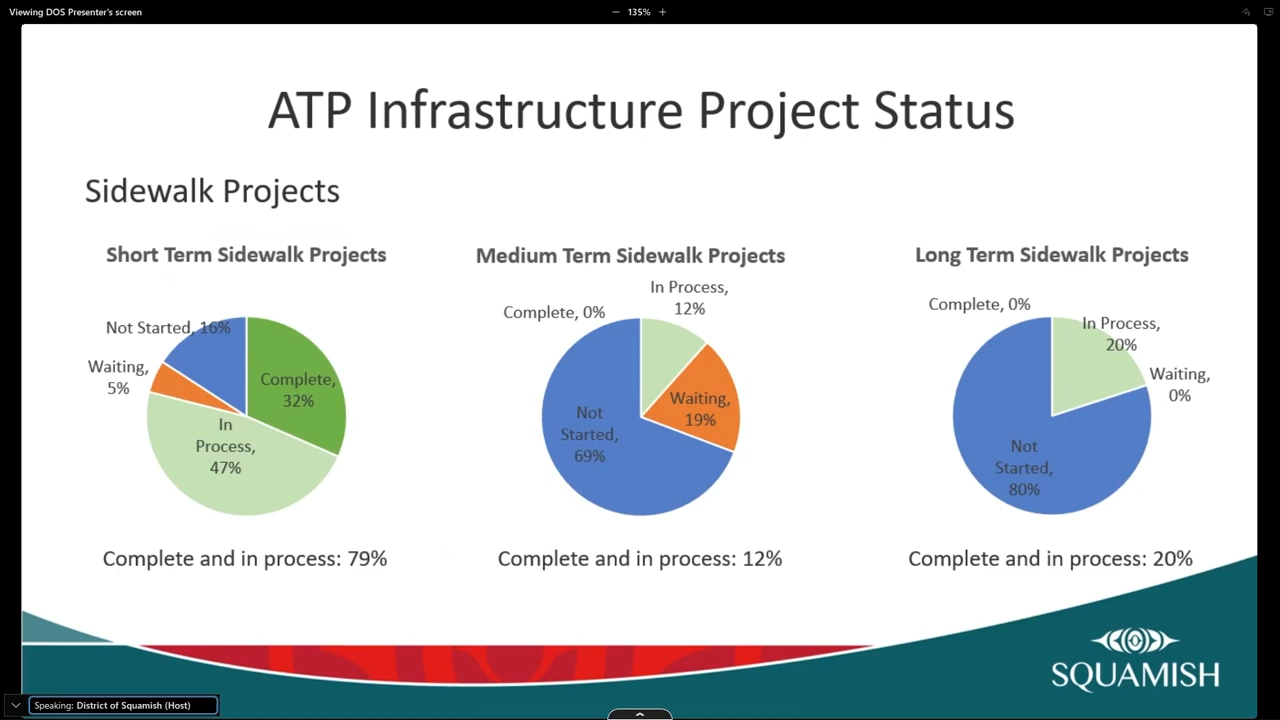 Viewing DOS Presenter's screen
135%
ATP Infrastructure Project Status
Sidewalk Projects
Short Term Sidewalk Projects
Not Started, 16%
Waiting,
5%
Complete,
32%
In
Process,
47%
Complete and in process: 79%
Medium Term Sidewalk Projects
Complete, 0%
In Process,
12%
Waiting,
19%
Not
Started,
69%
Complete and in process: 12%
Long Term Sidewalk Projects
Complete, 0%
In Process,
20%
Waiting,
0%
Not
Started,
80%
Complete and in process: 20%
SQUAMISH
Speaking: District of Squamish (Host)